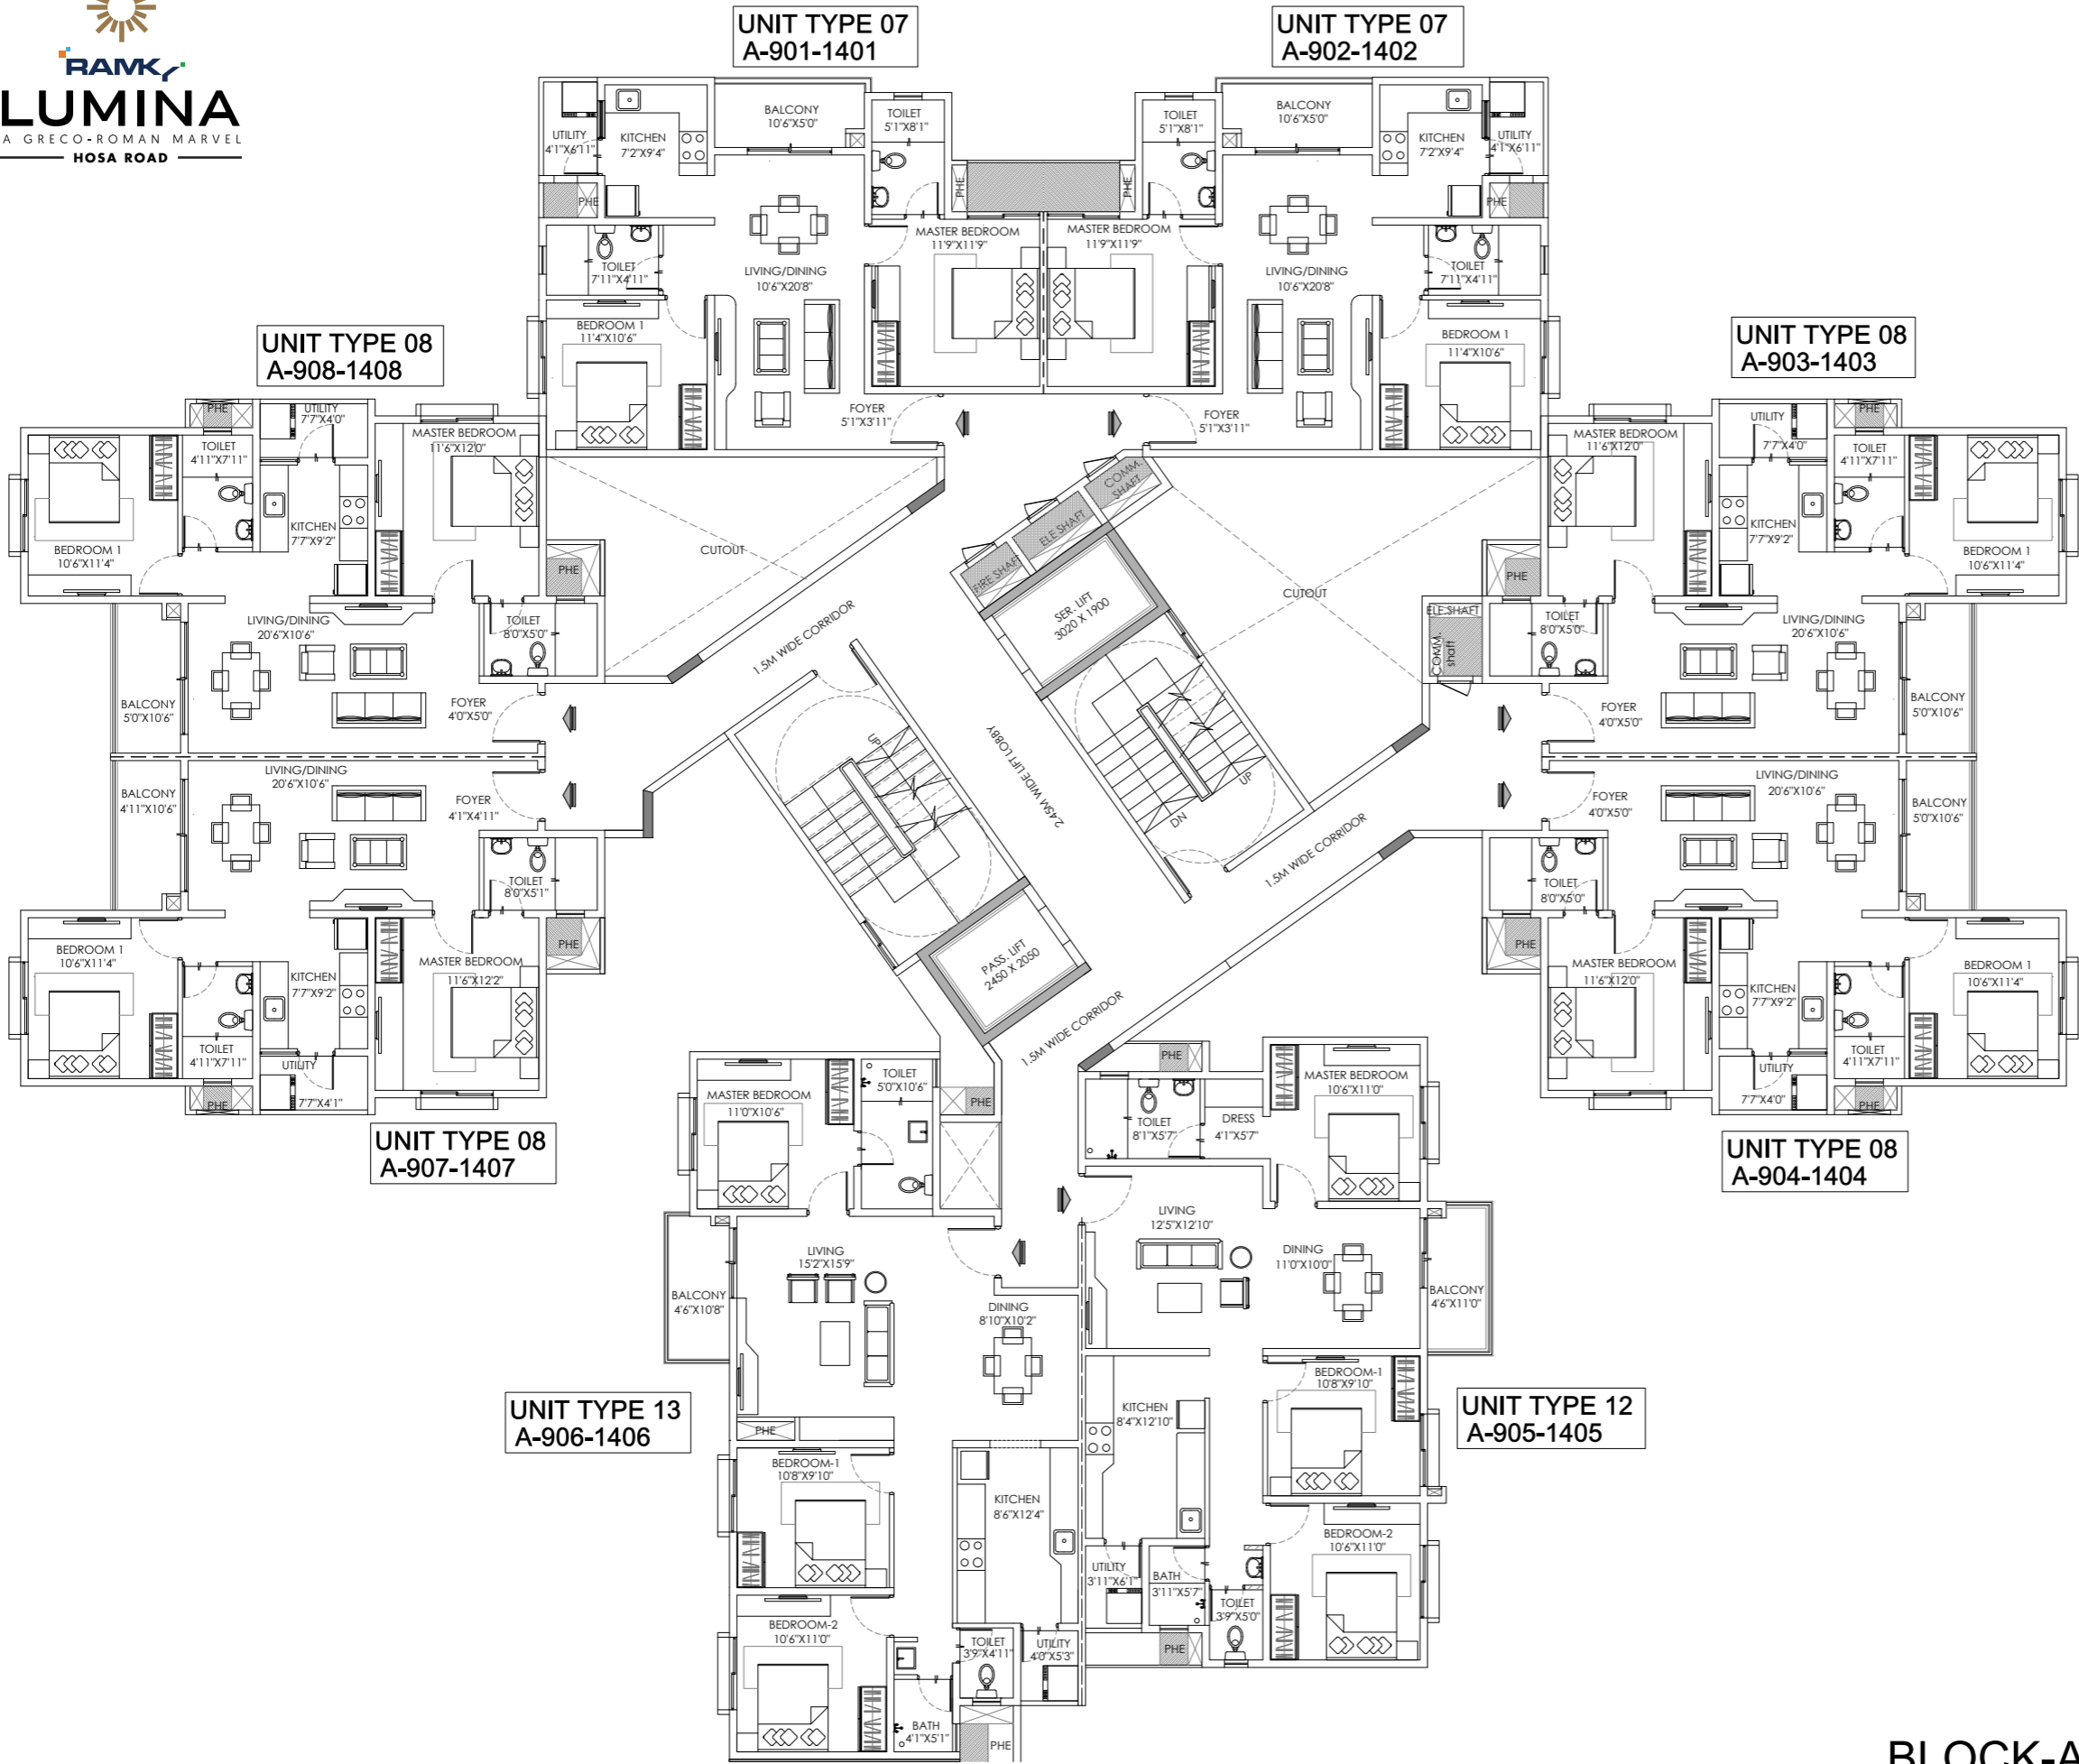 RAMKY
LUMINA
A GRECO-ROMAN MARVEL
HOSA ROAD
UNIT TYPE 07
A-901-1401
UTILITY
4'1"X6'11"
KITCHEN
7'2"X9'4"
BALCONY
10'6"X5'0"
TOILET
5'1"X8'1"
PHE
PHE
TOILET
7'11"X4'11"
LIVING/DINING
10'6"X20'8"
MASTER BEDROOM
11'9"X11'9"
BEDROOM 1
11'4"X10'6"
FOYER
5'1"X3'11"
UNIT TYPE 07
A-902-1402
TOILET
5'1"X8'1"
BALCONY
10'6"X5'0"
KITCHEN
7'2"X9'4"
UTILITY
4'1"X6'11"
PHE
PHE
MASTER BEDROOM
11'9"X11'9"
LIVING/DINING
10'6"X20'8"
TOILET
7'11"X4'11"
BEDROOM 1
11'4"X10'6"
FOYER
5'1"X3'11"
UNIT TYPE 08
A-908-1408
PHE
UTILITY
7'7"X4'0"
TOILET
4'11"X7'11"
MASTER BEDROOM
11'6"X12'0"
KITCHEN
7'7"X9'2"
BEDROOM 1
10'6"X11'4"
PHE
LIVING/DINING
20'6"X10'6"
TOILET
8'0"X5'0"
BALCONY
5'0"X10'6"
FOYER
4'0"X5'0"
UNIT TYPE 08
A-903-1403
MASTER BEDROOM
11'6"X12'0"
UTILITY
7'7"X4'0"
PHE
TOILET
4'11"X7'11"
KITCHEN
7'7"X9'2"
BEDROOM 1
10'6"X11'4"
PHE
TOILET
8'0"X5'0"
LIVING/DINING
20'6"X10'6"
FOYER
4'0"X5'0"
BALCONY
5'0"X10'6"
CUTOUT
1.5M WIDE CORRIDOR
COMM.
SHAFT
ELE SHAFT
FIRE SHAFT
SER. LIFT
3020 X 1900
CUTOUT
ELE.SHAFT
COMM.
shaft
UP
2.45M WIDE LIFT LOBBY
UP
DN
1.5M WIDE CORRIDOR
PASS. LIFT
2450 X 2050
1.5M WIDE CORRIDOR
LIVING/DINING
20'6"X10'6"
BALCONY
4'11"X10'6"
FOYER
4'1"X4'11"
TOILET
8'0"X5'1"
BEDROOM 1
10'6"X11'4"
KITCHEN
7'7"X9'2"
MASTER BEDROOM
11'6"X12'2"
PHE
TOILET
4'11"X7'11"
UTILITY
7'7"X4'1"
PHE
UNIT TYPE 08
A-907-1407
LIVING/DINING
20'6"X10'6"
FOYER
4'0"X5'0"
BALCONY
5'0"X10'6"
TOILET
8'0"X5'0"
PHE
MASTER BEDROOM
11'6"X12'0"
KITCHEN
7'7"X9'2"
BEDROOM 1
10'6"X11'4"
TOILET
4'11"X7'11"
UTILITY
7'7"X4'0"
PHE
UNIT TYPE 08
A-904-1404
MASTER BEDROOM
11'0"X10'6"
TOILET
5'0"X10'6"
PHE
LIVING
15'2"X15'9"
BALCONY
4'6"X10'8"
DINING
8'10"X10'2"
UNIT TYPE 13
A-906-1406
PHE
BEDROOM-1
10'8"X9'10"
KITCHEN
8'6"X12'4"
BEDROOM-2
10'6"X11'0"
TOILET
3'9"X4'11"
UTILITY
4'0"X5'3"
BATH
4'1"X5'1"
PHE
PHE
MASTER BEDROOM
10'6"X11'0"
TOILET
8'1"X5'7"
DRESS
4'1"X5'7"
LIVING
12'5"X12'10"
DINING
11'0"X10'0"
BALCONY
4'6"X11'0"
BEDROOM-1
10'8"X9'10"
KITCHEN
8'4"X12'10"
UNIT TYPE 12
A-905-1405
BEDROOM-2
10'6"X11'0"
UTILITY
3'11"X6'1"
BATH
3'11"X5'7"
TOILET
3'9"X5'0"
PHE
BLOCK-A